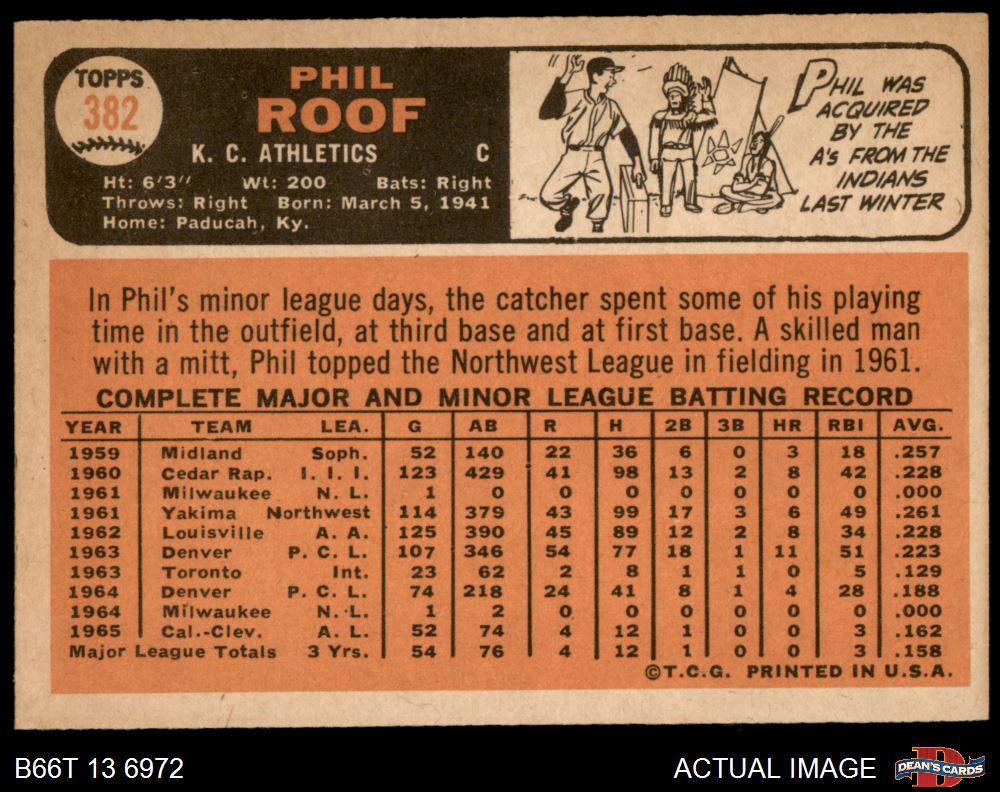 TOPPS
382
PHIL
ROOF
K. C. ATHLETICS C
Ht: 6'3" Wt: 200 Bats: Right
Throws: Right Born: March 5, 1941
Home: Paducah, Ky.
PHIL WAS
ACQUIRED
BY THE
A's FROM THE
INDIANS
LAST WINTER
In Phil's minor league days, the catcher spent some of his playing
time in the outfield, at third base and at first base. A skilled man
with a mitt, Phil topped the Northwest League in fielding in 1961.
COMPLETE MAJOR AND MINOR LEAGUE BATTING RECORD
YEAR TEAM LEA. G AB R H 2B 3B HR RBI AVG.
1959 Midland Soph. 52 140 22 36 6 0 3 18 .257
1960 Cedar Rap. I. I. I. 123 429 41 98 13 2 8 42 .228
1961 Milwaukee N. L. 1 0 0 0 0 0 0 0 .000
1961 Yakima Northwest 114 379 43 99 17 3 6 49 .261
1962 Louisville A. A. 125 390 45 89 12 2 8 34 .228
1963 Denver P. C. L. 107 346 54 77 18 1 11 51 .223
1963 Toronto Int. 23 62 2 8 1 1 0 5 .129
1964 Denver P. C. L. 74 218 24 41 8 1 4 28 .188
1964 Milwaukee N. L. 1 2 0 0 0 0 0 0 .000
1965 Cal.-Clev. A. L. 52 74 4 12 1 0 0 3 .162
Major League Totals 3 Yrs. 54 76 4 12 1 0 0 3 .158
©T.C.G. PRINTED IN U.S.A.
B66T 13 6972 ACTUAL IMAGE DEAN'S CARDS